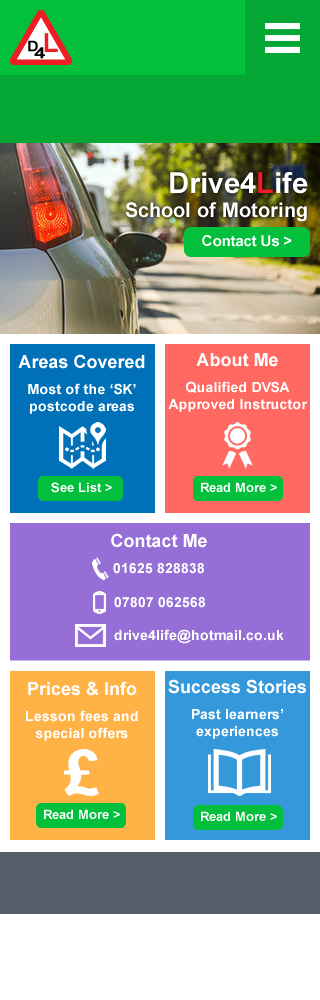 D4L
Drive4Life
School of Motoring
Contact Us >
Areas Covered
Most of the ‘SK’
postcode areas
See List >
About Me
Qualified DVSA
Approved Instructor
Read More >
Contact Me
01625 828838
07807 062568
drive4life@hotmail.co.uk
Prices & Info
Lesson fees and
special offers
£
Read More >
Success Stories
Past learners’
experiences
Read More >